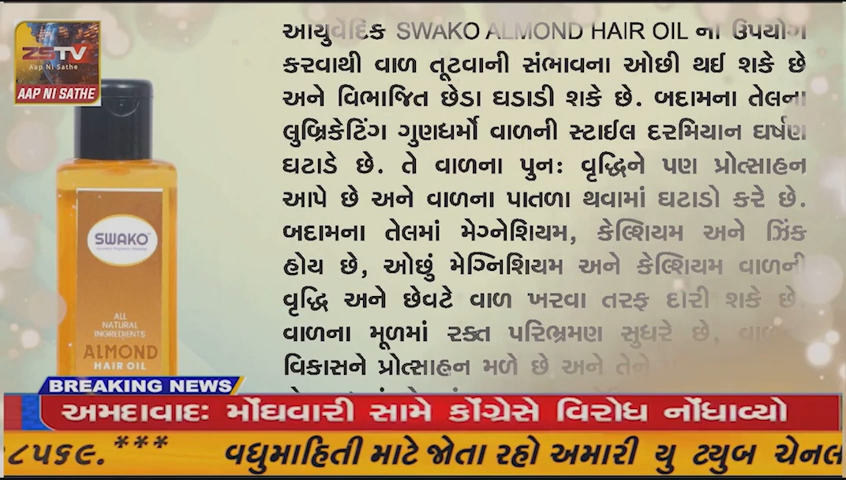 ZSTV
Aap Ni Sathe
AAP NI SATHE
આયુર્વેદિક SWAKO ALMOND HAIR OIL ના ઉપયોગ
કરવાથી વાળ તૂટવાની સંભાવના ઓછી થઈ શકે છે
અને વિભાજિત છેડા ઘડાડી શકે છે. બદામના તેલના
લુબ્રિકેટિંગ ગુણધર્મો વાળની સ્ટાઈલ દરમિયાન ઘર્ષણ
ઘટાડે છે. તે વાળના પુનઃ વૃદ્ધિને પણ પ્રોત્સાહન
આપે છે અને વાળના પાતળા થવામાં ઘટાડો કરે છે.
બદામના તેલમાં મેગ્નેશિયમ, કેલ્શિયમ અને ઝિંક
હોય છે, ઓછું મેગ્નિશિયમ અને કેલ્શિયમ વાળની
વૃદ્ધિ અને છેવટે વાળ ખરવા તરફ દોરી શકે છે.
વાળના મૂળમાં રક્ત પરિભ્રમણ સુધરે છે,
વિકાસને પ્રોત્સાહન મળે છે અને તેને
SWAKO
ALL
NATURAL
INGREDIENTS
ALMOND
HAIR OIL
BREAKING NEWS
અમદાવાદઃ મોંઘવારી સામે કોંગ્રેસે વિરોધ નોંધાવ્યો
૮૫૬૯.*** વધુમાહિતી માટે જોતા રહો અમારી યુ ટ્યુબ ચેનલ